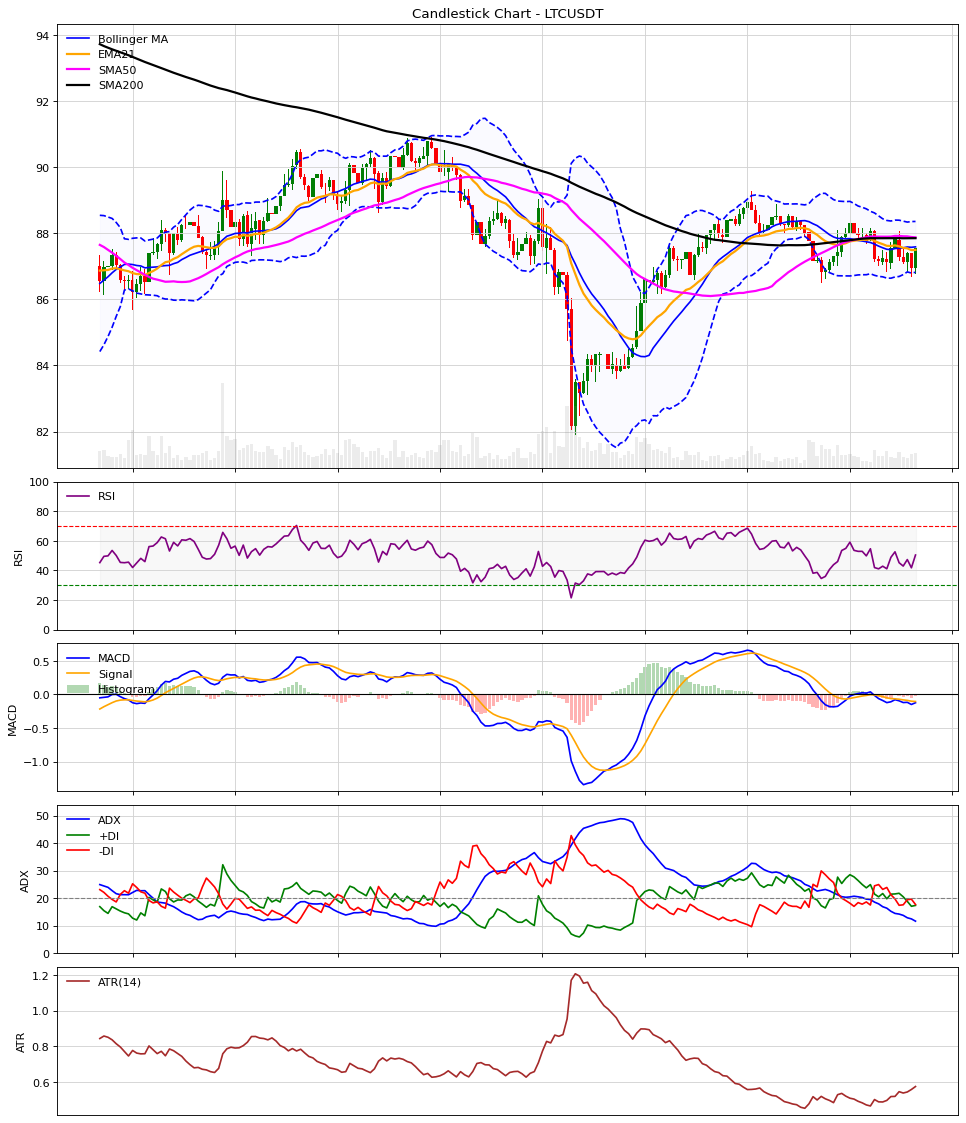 Candlestick Chart - LTCUSDT
94
92
90
88
86
84
82
Bollinger MA
EMA21
SMA50
SMA200
100
80
60
40
20
0
RSI
RSI
0.5
0.0
−0.5
−1.0
MACD
MACD
Signal
Histogram
50
40
30
20
10
0
ADX
ADX
+DI
-DI
1.2
1.0
0.8
0.6
ATR
ATR(14)